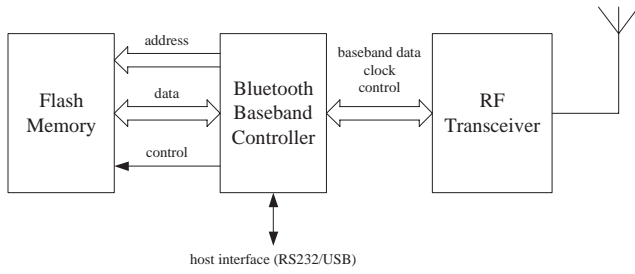 address
Flash
Memory
data
control
Bluetooth
Baseband
Controller
baseband data
clock
control
RF
Transceiver
host interface (RS232/USB)